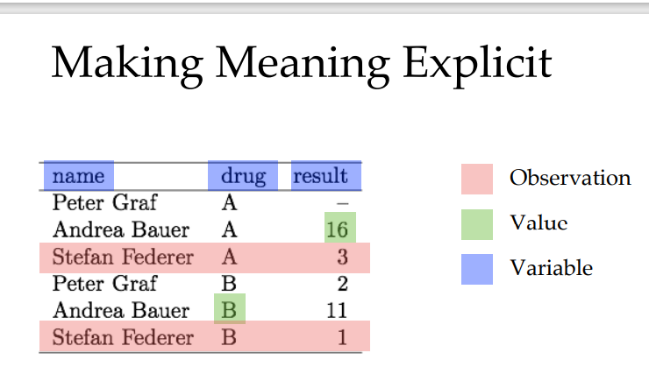 Making Meaning Explicit
name drug result
Peter Graf A –
Andrea Bauer A 16
Stefan Federer A 3
Peter Graf B 2
Andrea Bauer B 11
Stefan Federer B 1
Observation
Value
Variable